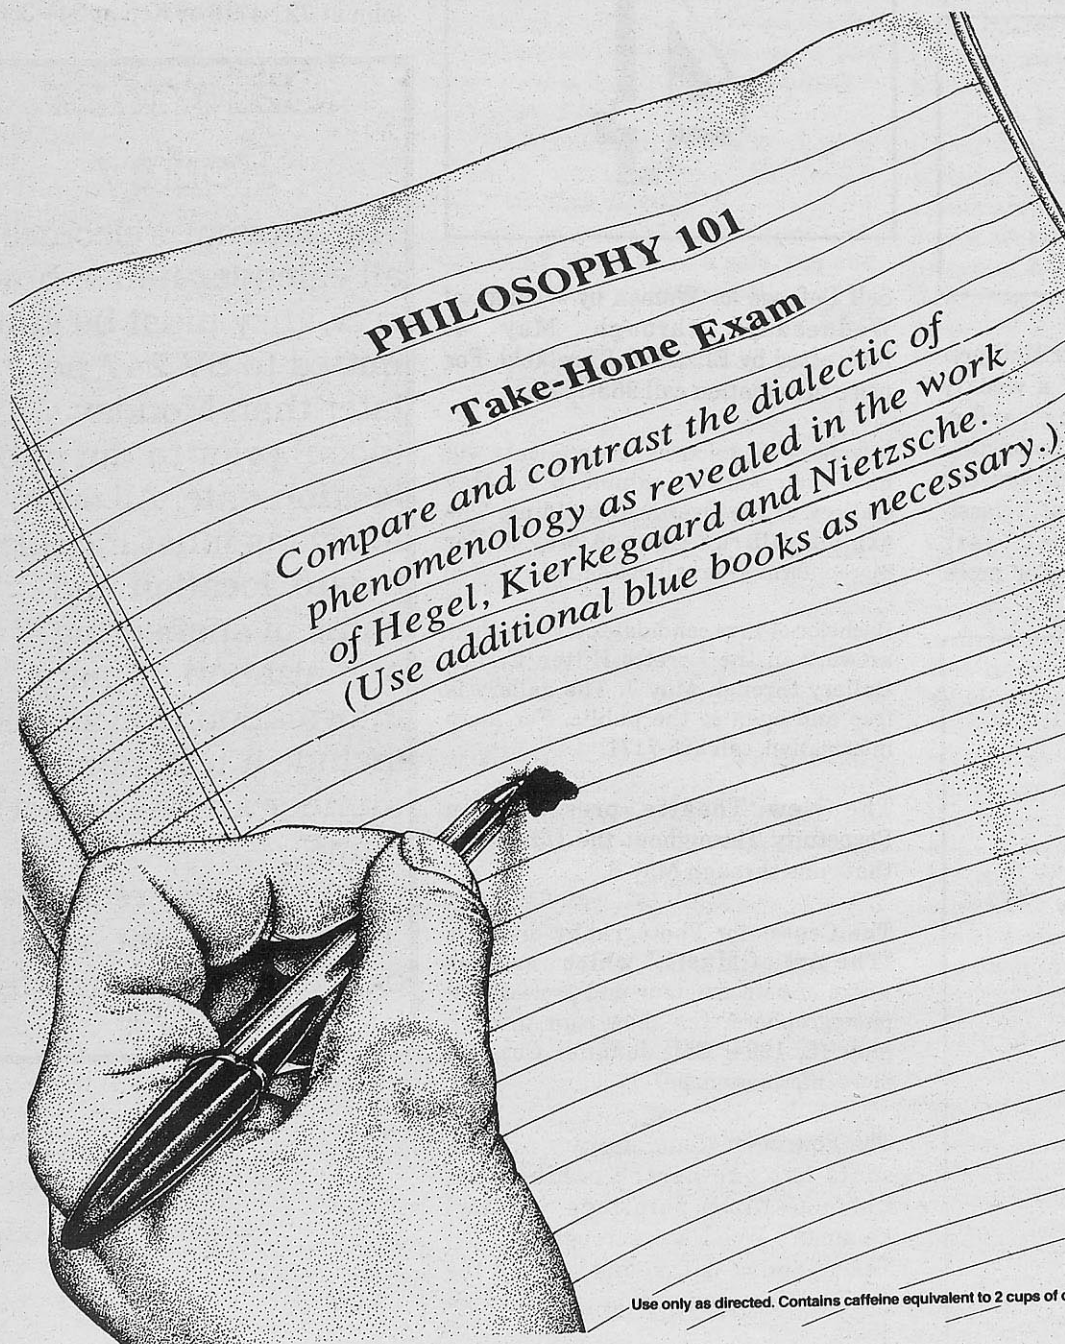 PHILOSOPHY 101
Take-Home Exam
Compare and contrast the dialectic of
phenomenology as revealed in the work
of Hegel, Kierkegaard and Nietzsche.
(Use additional blue books as necessary.)
Use only as directed. Contains caffeine equivalent to 2 cups of